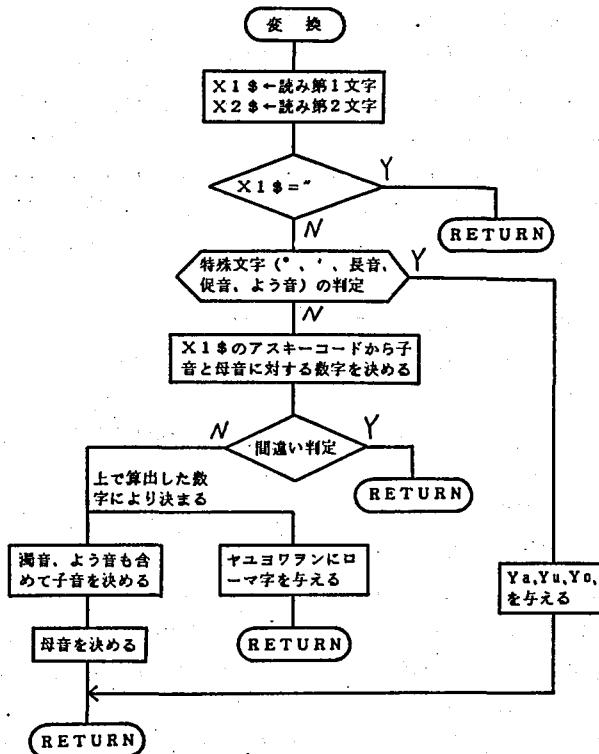 変 換
X1$←読み第1文字
X2$←読み第2文字
X1$=″
Y
N
RETURN
特殊文字(゜、′、長音、
促音、よう音)の判定
Y
N
X1$のアスキーコードから子
音と母音に対する数字を決める
N
間違い判定
Y
RETURN
上で算出した数
字により決まる
濁音、よう音も含
めて子音を決める
ヤユヨワヲンにロ
ーマ字を与える
Ya,Yu,Yo,
を与える
母音を決める
RETURN
RETURN